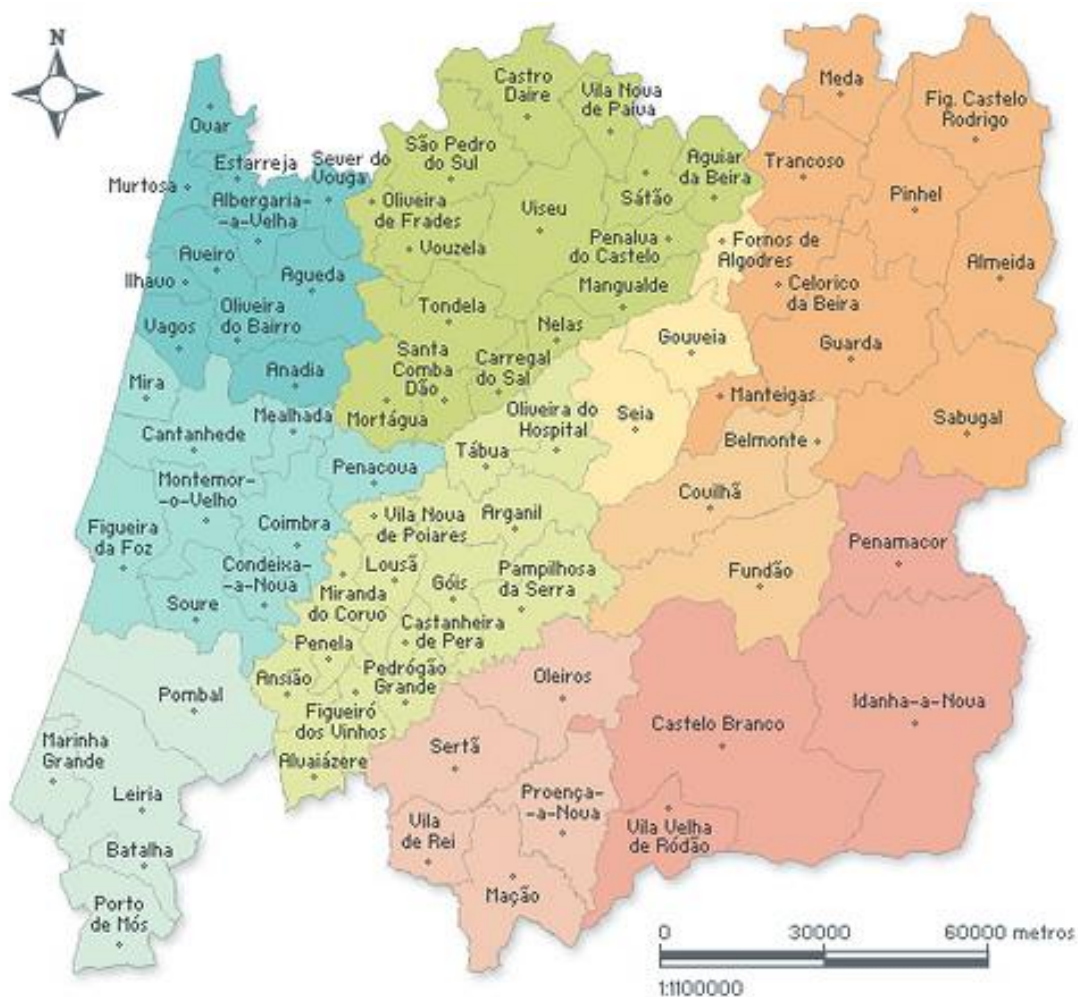 N
Ovar
Murtosa
Estarreja
Sever do
Vouga
Albergaria-
-a-Velha
Aveiro
Ílhavo
Águeda
Oliveira
do Bairro
Vagos
Anadia
Castro
Daire
Vila Nova
de Paiva
São Pedro
do Sul
Aguiar
da Beira
Oliveira
de Frades
Viseu
Sátão
Vouzela
Penalva
do Castelo
Mangualde
Tondela
Nelas
Santa
Comba
Dão
Carregal
do Sal
Mortágua
Meda
Fig. Castelo
Rodrigo
Trancoso
Pinhel
Fornos de
Algodres
Almeida
Celorico
da Beira
Gouveia
Guarda
Manteigas
Seia
Sabugal
Belmonte
Covilhã
Fundão
Penamacor
Mira
Mealhada
Cantanhede
Penacova
Montemor-
-o-Velho
Coimbra
Figueira
da Foz
Condeixa-
-a-Nova
Soure
Oliveira do
Hospital
Tábua
Vila Nova
de Poiares
Arganil
Lousã
Góis
Pampilhosa
da Serra
Miranda
do Corvo
Castanheira
de Pera
Penela
Ansião
Pedrógão
Grande
Figueiró
dos Vinhos
Alvaiázere
Pombal
Marinha
Grande
Leiria
Batalha
Porto
de Mós
Oleiros
Sertã
Proença-
-a-Nova
Vila
de Rei
Mação
Castelo Branco
Idanha-a-Nova
Vila Velha
de Ródão
0 30000 60000 metros
1:1100000